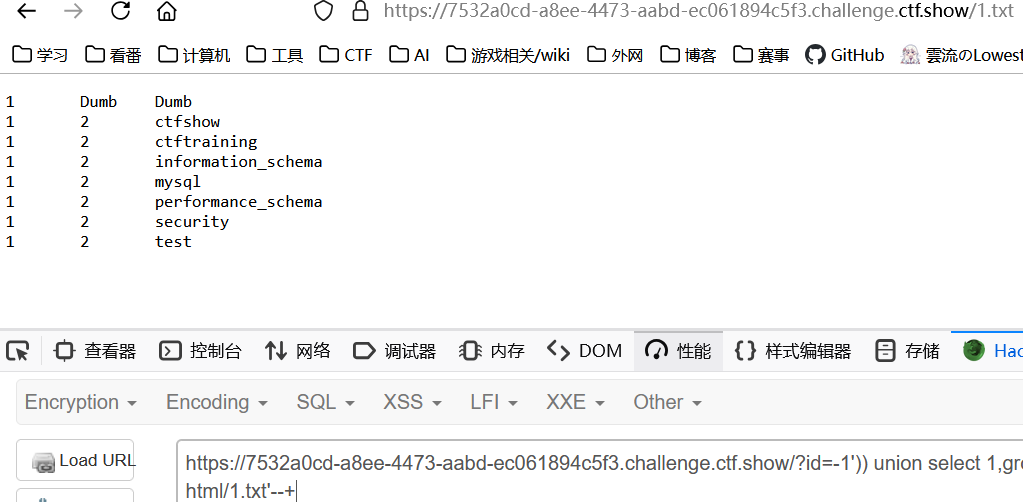 https://7532a0cd-a8ee-4473-aabd-ec061894c5f3.challenge.ctf.show/1.txt
学习 看番 计算机 工具 CTF AI 游戏相关/wiki 外网 博客 赛事 GitHub 雲流のLowest
1 Dumb Dumb
1 2 ctfshow
1 2 ctftraining
1 2 information_schema
1 2 mysql
1 2 performance_schema
1 2 security
1 2 test
查看器 控制台 网络 调试器 内存 DOM 性能 样式编辑器 存储 Hac
Encryption Encoding SQL XSS LFI XXE Other
Load URL
https://7532a0cd-a8ee-4473-aabd-ec061894c5f3.challenge.ctf.show/?id=-1')) union select 1,gr
html/1.txt'--+